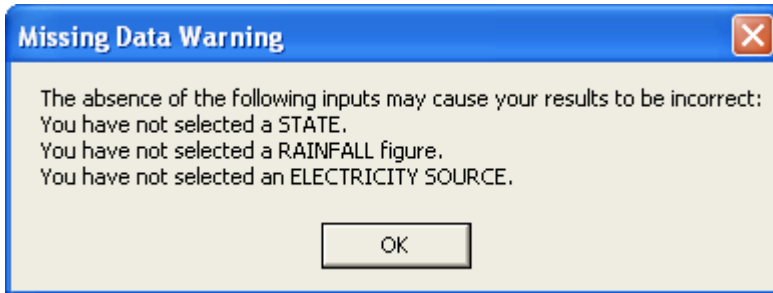 Missing Data Warning
The absence of the following inputs may cause your results to be incorrect:
You have not selected a STATE.
You have not selected a RAINFALL figure.
You have not selected an ELECTRICITY SOURCE.
OK